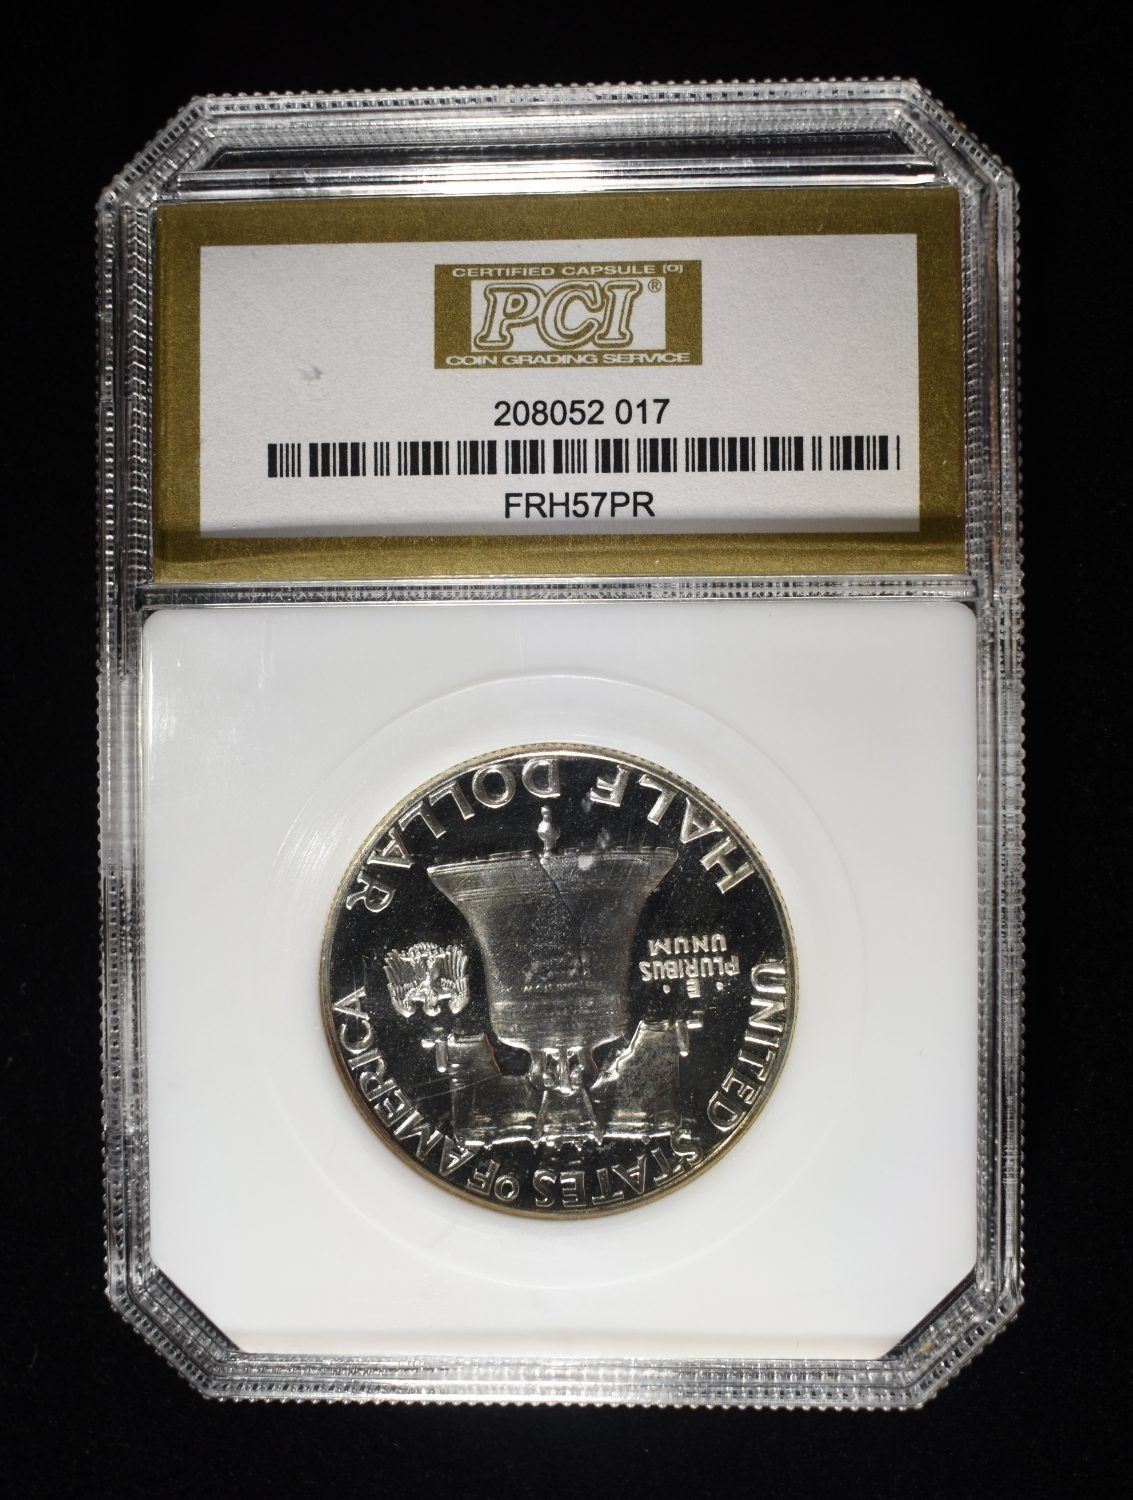 CERTIFIED CAPSULE [O]
PCI®
COIN GRADING SERVICE
208052 017
FRH57PR
UNITED STATES OF AMERICA
E
PLURIBUS
UNUM
HALF DOLLAR